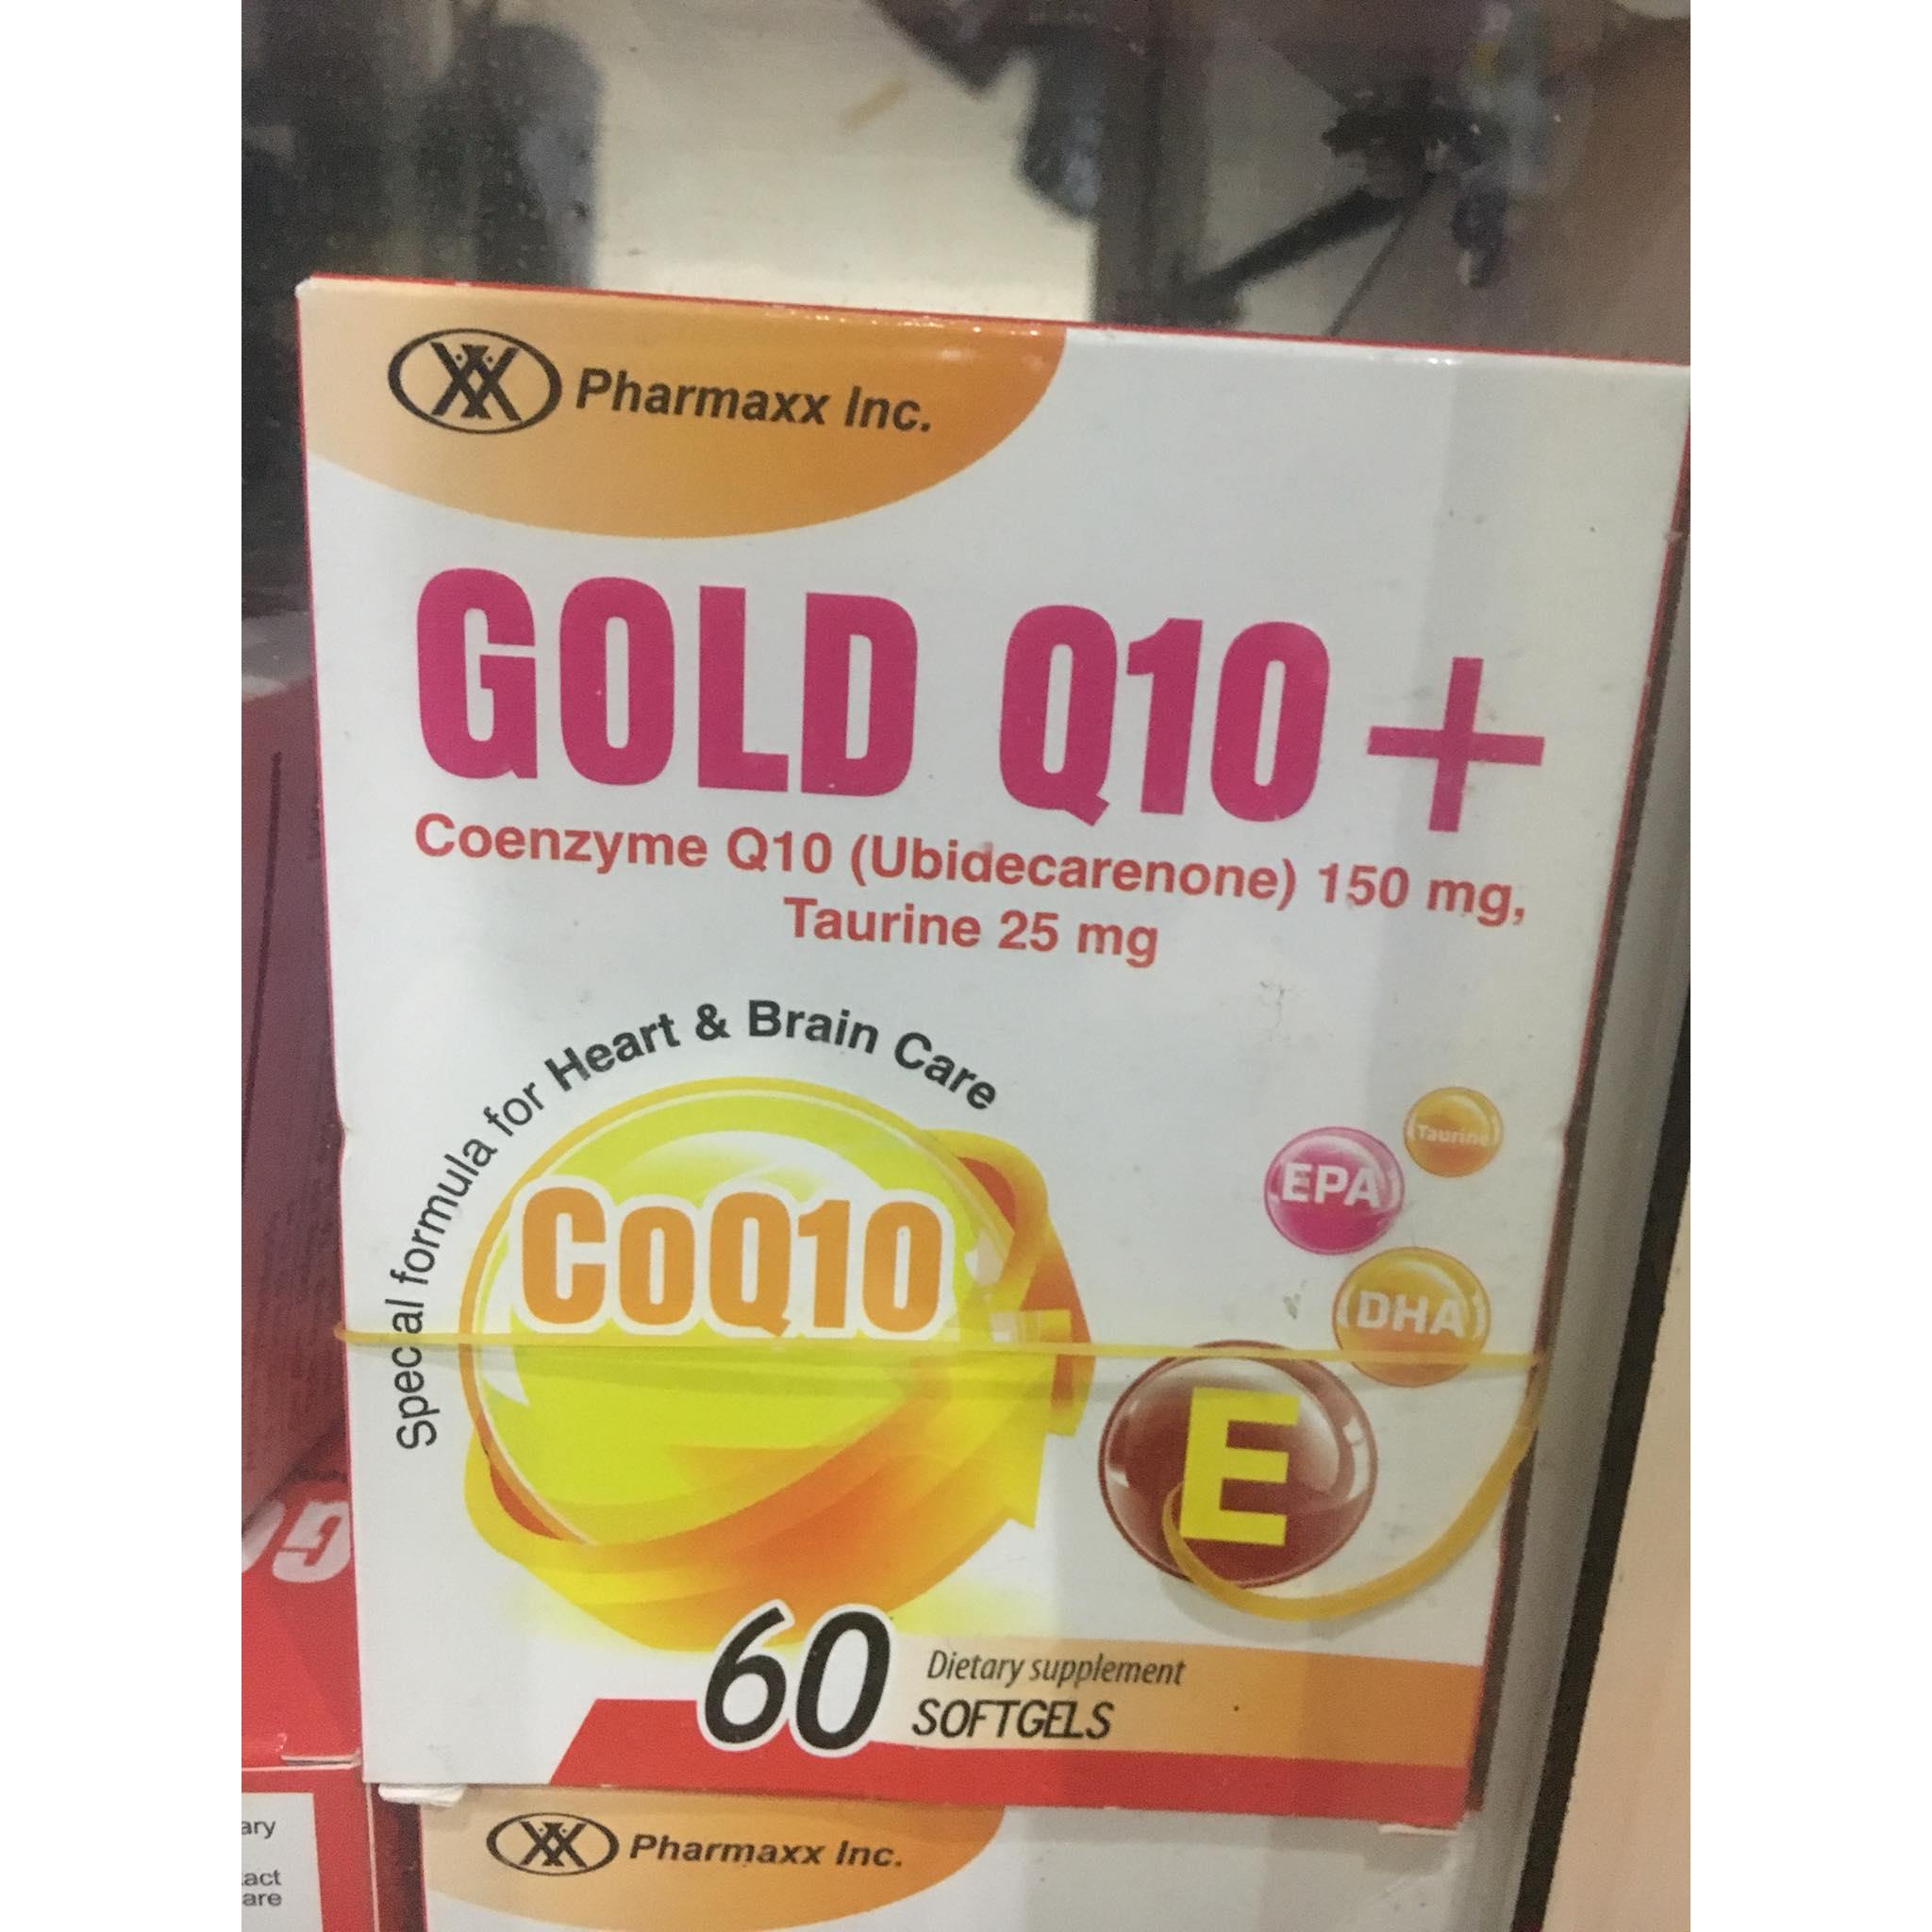 Pharmaxx Inc.
GOLD Q10 +
Coenzyme Q10 (Ubidecarenone) 150 mg,
Taurine 25 mg
Special formula for Heart & Brain Care
CoQ10
Taurine
EPA
DHA
E
60
Dietary supplement
SOFTGELS
Pharmaxx Inc.